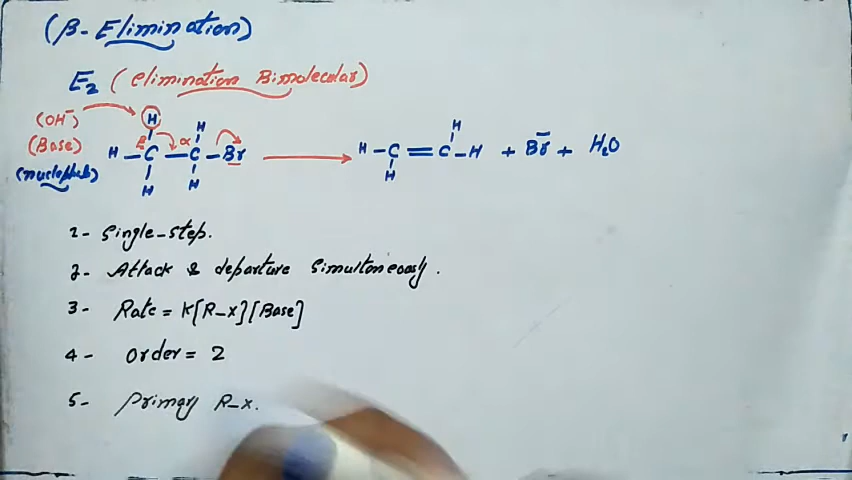 (β- Elimination)
E2 (elimination Bimolecular)
(OH⁻) H H H
(Base) β α
H - C - C - Br → H - C = C - H + Br⁻ + H2O
(nucleophile) H H H
1- Single-step.
2- Attack & departure Simultaneously.
3- Rate = K[R-X][Base]
4- Order = 2
5- Primary R-X.